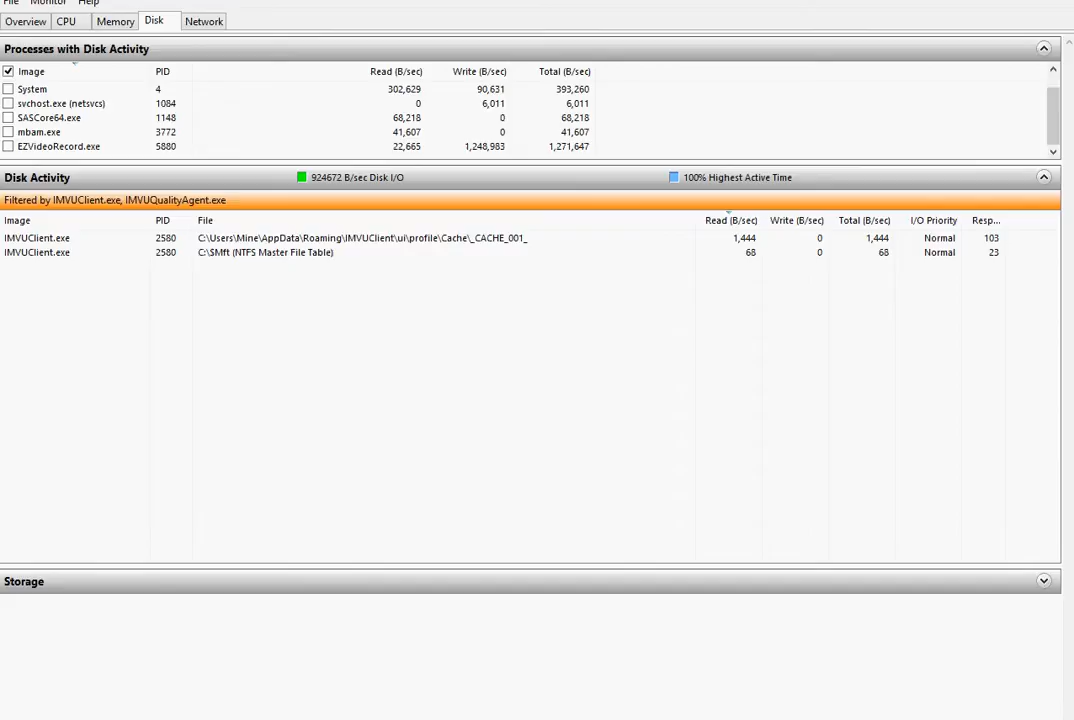 File Monitor Help
Overview CPU Memory Disk Network
Processes with Disk Activity
Image PID Read (B/sec) Write (B/sec) Total (B/sec)
System 4 302,629 90,631 393,260
svchost.exe (netsvcs) 1084 0 6,011 6,011
SASCore64.exe 1148 68,218 0 68,218
mbam.exe 3772 41,607 0 41,607
EZVideoRecord.exe 5880 22,665 1,248,983 1,271,647
Disk Activity 924672 B/sec Disk I/O 100% Highest Active Time
Filtered by IMVUClient.exe, IMVUQualityAgent.exe
Image PID File Read (B/sec) Write (B/sec) Total (B/sec) I/O Priority Resp...
IMVUClient.exe 2580 C:\Users\Mine\AppData\Roaming\IMVUClient\ui\profile\Cache\_CACHE_001_ 1,444 0 1,444 Normal 103
IMVUClient.exe 2580 C:\$Mft (NTFS Master File Table) 68 0 68 Normal 23
Storage